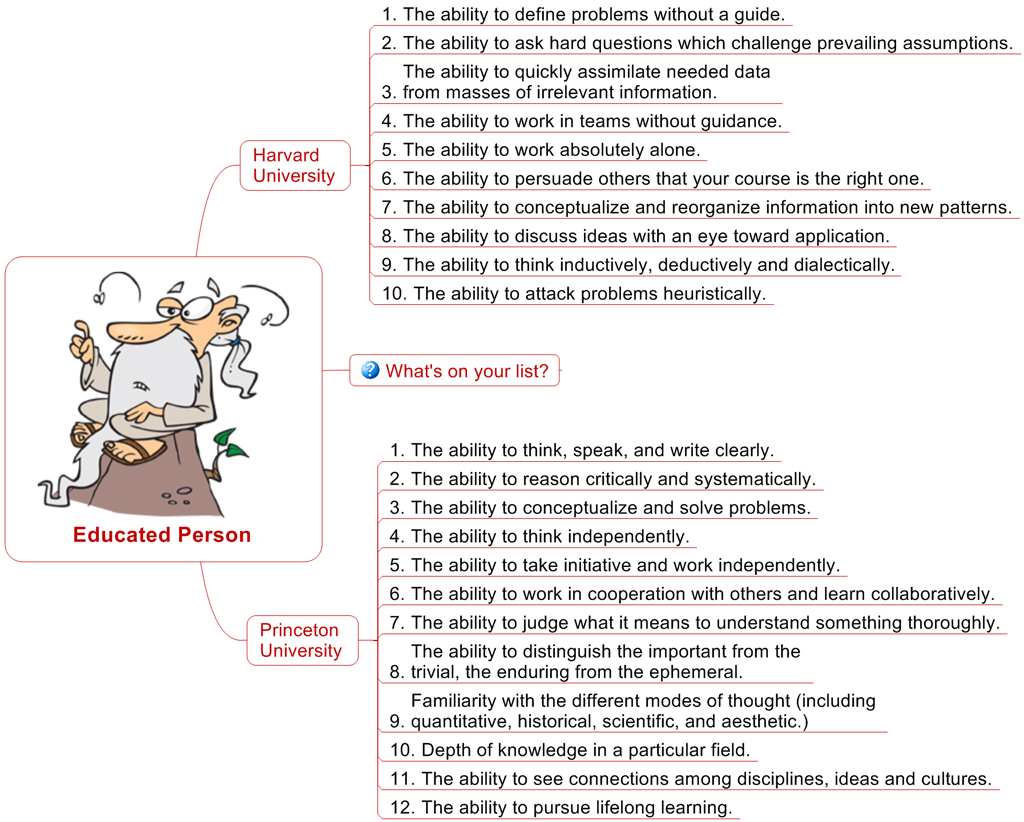 Harvard
University
1. The ability to define problems without a guide.
2. The ability to ask hard questions which challenge prevailing assumptions.
The ability to quickly assimilate needed data
3. from masses of irrelevant information.
4. The ability to work in teams without guidance.
5. The ability to work absolutely alone.
6. The ability to persuade others that your course is the right one.
7. The ability to conceptualize and reorganize information into new patterns.
8. The ability to discuss ideas with an eye toward application.
9. The ability to think inductively, deductively and dialectically.
10. The ability to attack problems heuristically.
? What's on your list?
Educated Person
Princeton
University
1. The ability to think, speak, and write clearly.
2. The ability to reason critically and systematically.
3. The ability to conceptualize and solve problems.
4. The ability to think independently.
5. The ability to take initiative and work independently.
6. The ability to work in cooperation with others and learn collaboratively.
7. The ability to judge what it means to understand something thoroughly.
The ability to distinguish the important from the
8. trivial, the enduring from the ephemeral.
Familiarity with the different modes of thought (including
9. quantitative, historical, scientific, and aesthetic.)
10. Depth of knowledge in a particular field.
11. The ability to see connections among disciplines, ideas and cultures.
12. The ability to pursue lifelong learning.